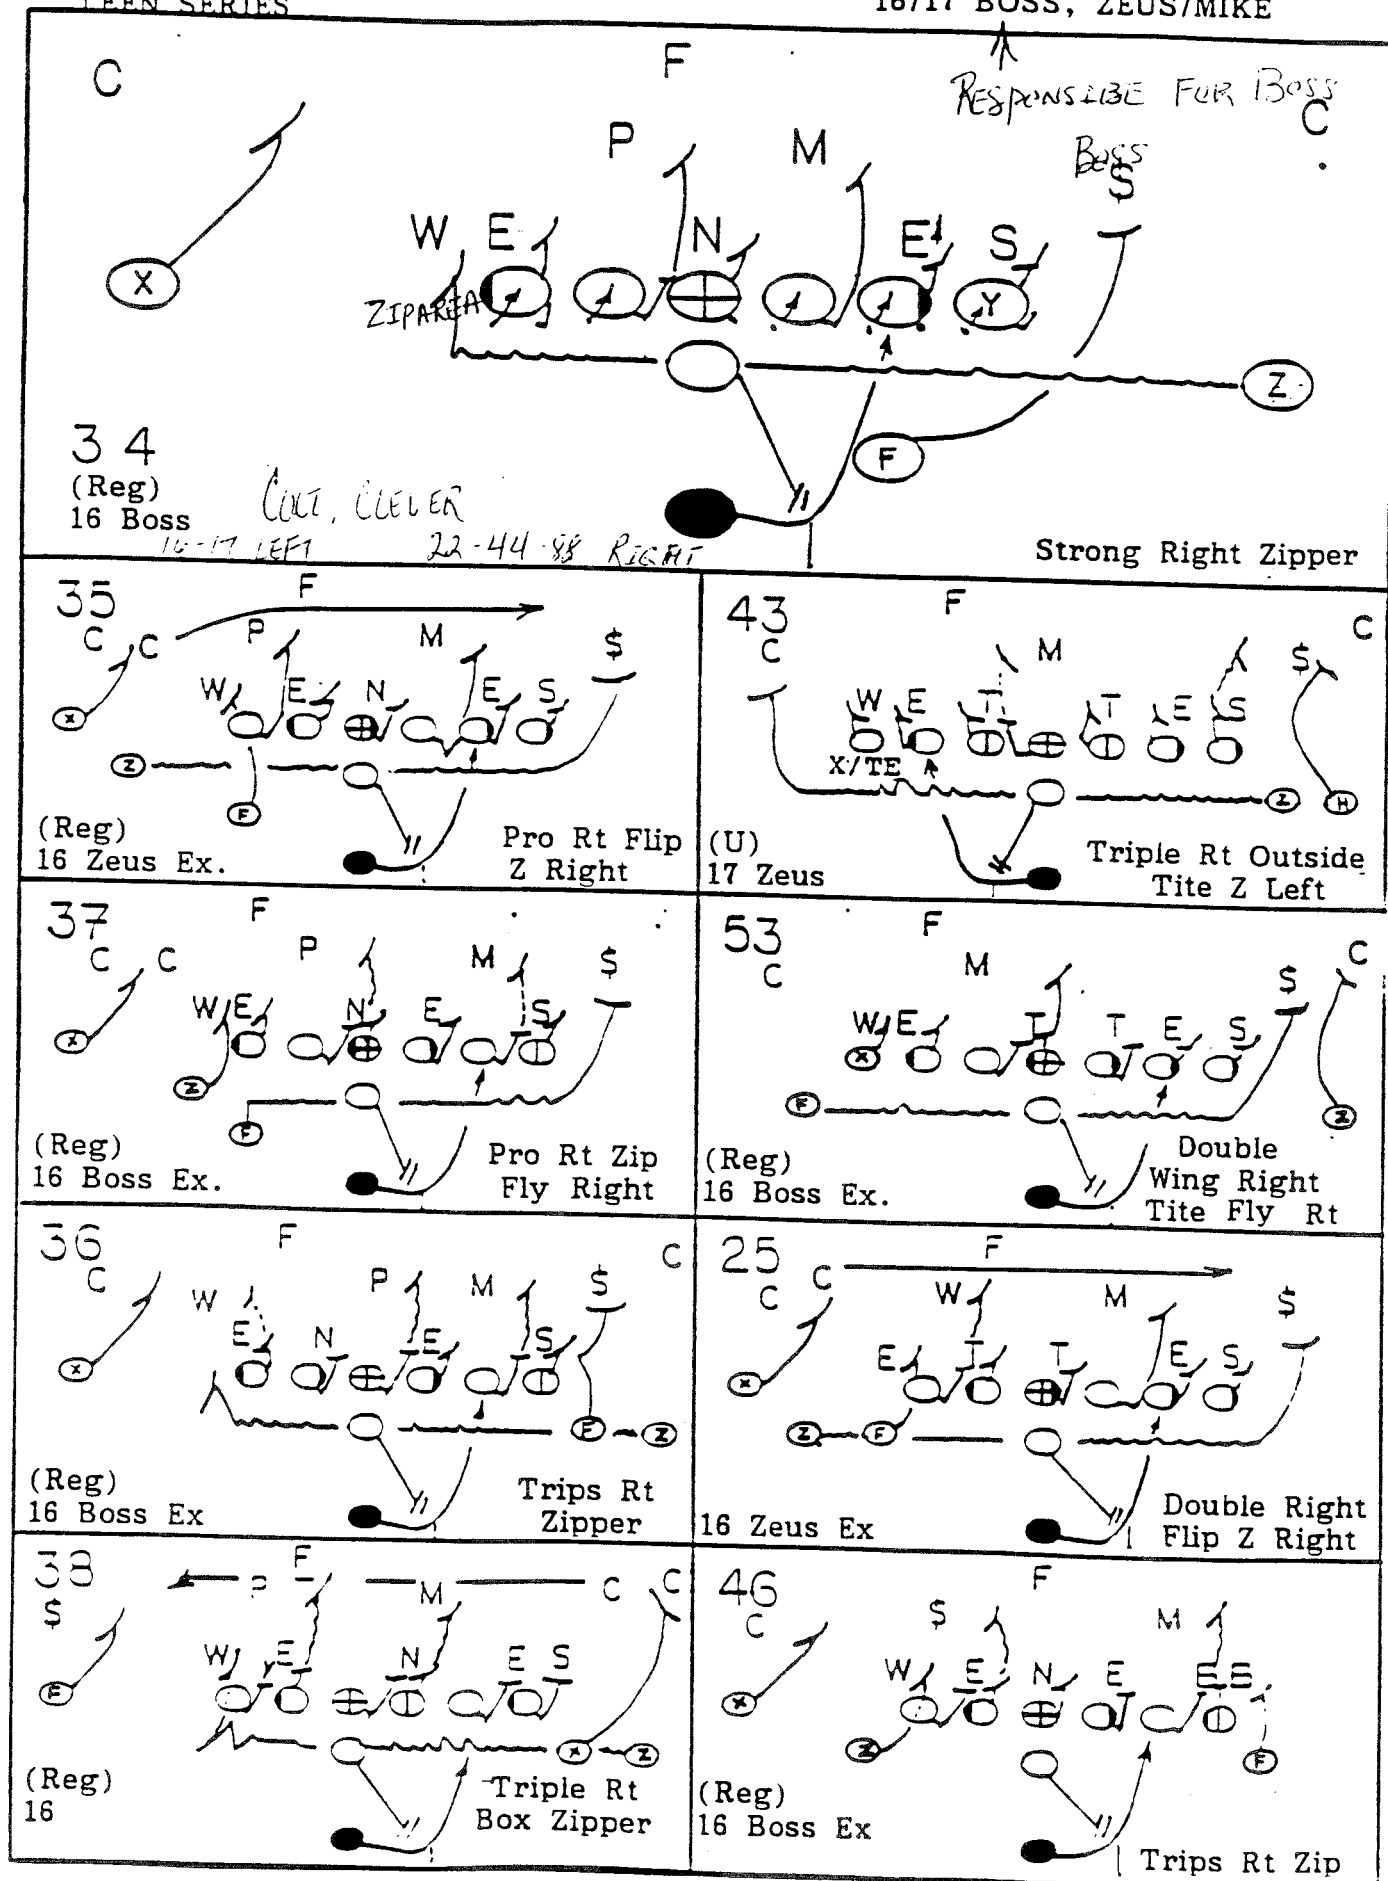 TEEN SERIES
16/17 BOSS, ZEUS/MIKE
RESPONSIBE FOR BOSS
BOSS
C F C
P M $
W E N E S
X
ZIPAREA
Y
Z
F
34
(Reg)
16 Boss
COLT, CLEVER
16-17 LEFT 22-44-88 RIGHT
Strong Right Zipper
35
F
C C P M $
W E N E S
X
Z
F
(Reg)
16 Zeus Ex.
Pro Rt Flip
Z Right
43
F C
C M $
W E T T E S
X/TE
Z H
(U)
17 Zeus
Triple Rt Outside
Tite Z Left
37
F
C C P M $
W E N E S
X
Z
F
(Reg)
16 Boss Ex.
Pro Rt Zip
Fly Right
53
F C
C M $
W E T T E S
X
F Z
(Reg)
16 Boss Ex.
Double
Wing Right
Tite Fly Rt
36
F C
C W P M $
E N E S
X
F Z
(Reg)
16 Boss Ex
Trips Rt
Zipper
25
F
C C W M $
E T T E S
X
Z F
16 Zeus Ex
Double Right
Flip Z Right
38
F
$ P M C C
W E N E S
F
X Z
(Reg)
16
Triple Rt
Box Zipper
46
F
C $ M
W E N E E B
X
Z F
(Reg)
16 Boss Ex
Trips Rt Zip